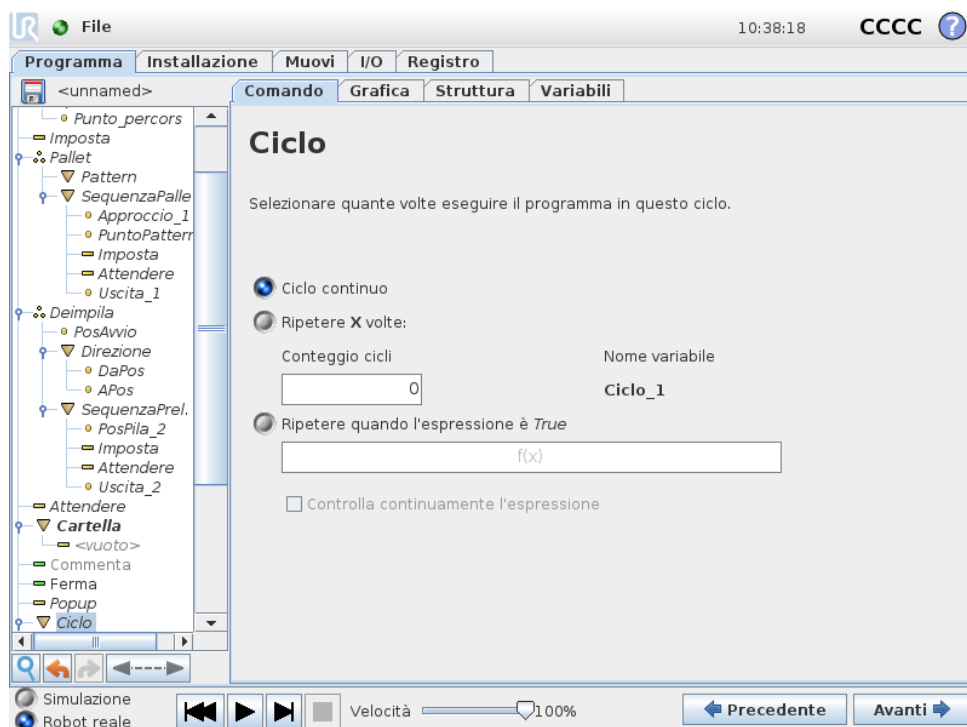 UR File 10:38:18 CCCC ?
Programma Installazione Muovi I/O Registro
<unnamed> Comando Grafica Struttura Variabili
Punto_percors
Imposta
Pallet
Pattern
SequenzaPalle
Approccio_1
PuntoPattern
Imposta
Attendere
Uscita_1
Deimpila
PosAvvio
Direzione
DaPos
APos
SequenzaPrel.
PosPila_2
Imposta
Attendere
Uscita_2
Attendere
Cartella
<vuoto>
Commenta
Ferma
Popup
Ciclo
Ciclo
Selezionare quante volte eseguire il programma in questo ciclo.
Ciclo continuo
Ripetere X volte:
Conteggio cicli Nome variabile
0 Ciclo_1
Ripetere quando l'espressione è True
f(x)
Controlla continuamente l'espressione
Simulazione
Robot reale
Velocità 100%
Precedente Avanti